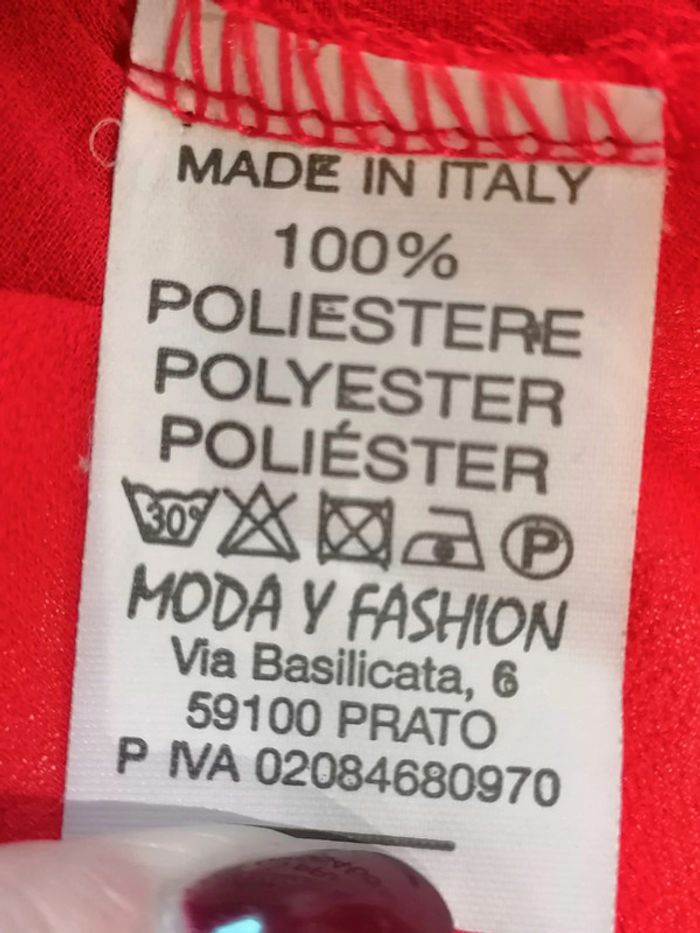 MADE IN ITALY
100%
POLIESTERE
POLYESTER
POLIÉSTER
30°
P
MODA Y FASHION
Via Basilicata, 6
59100 PRATO
P IVA 02084680970